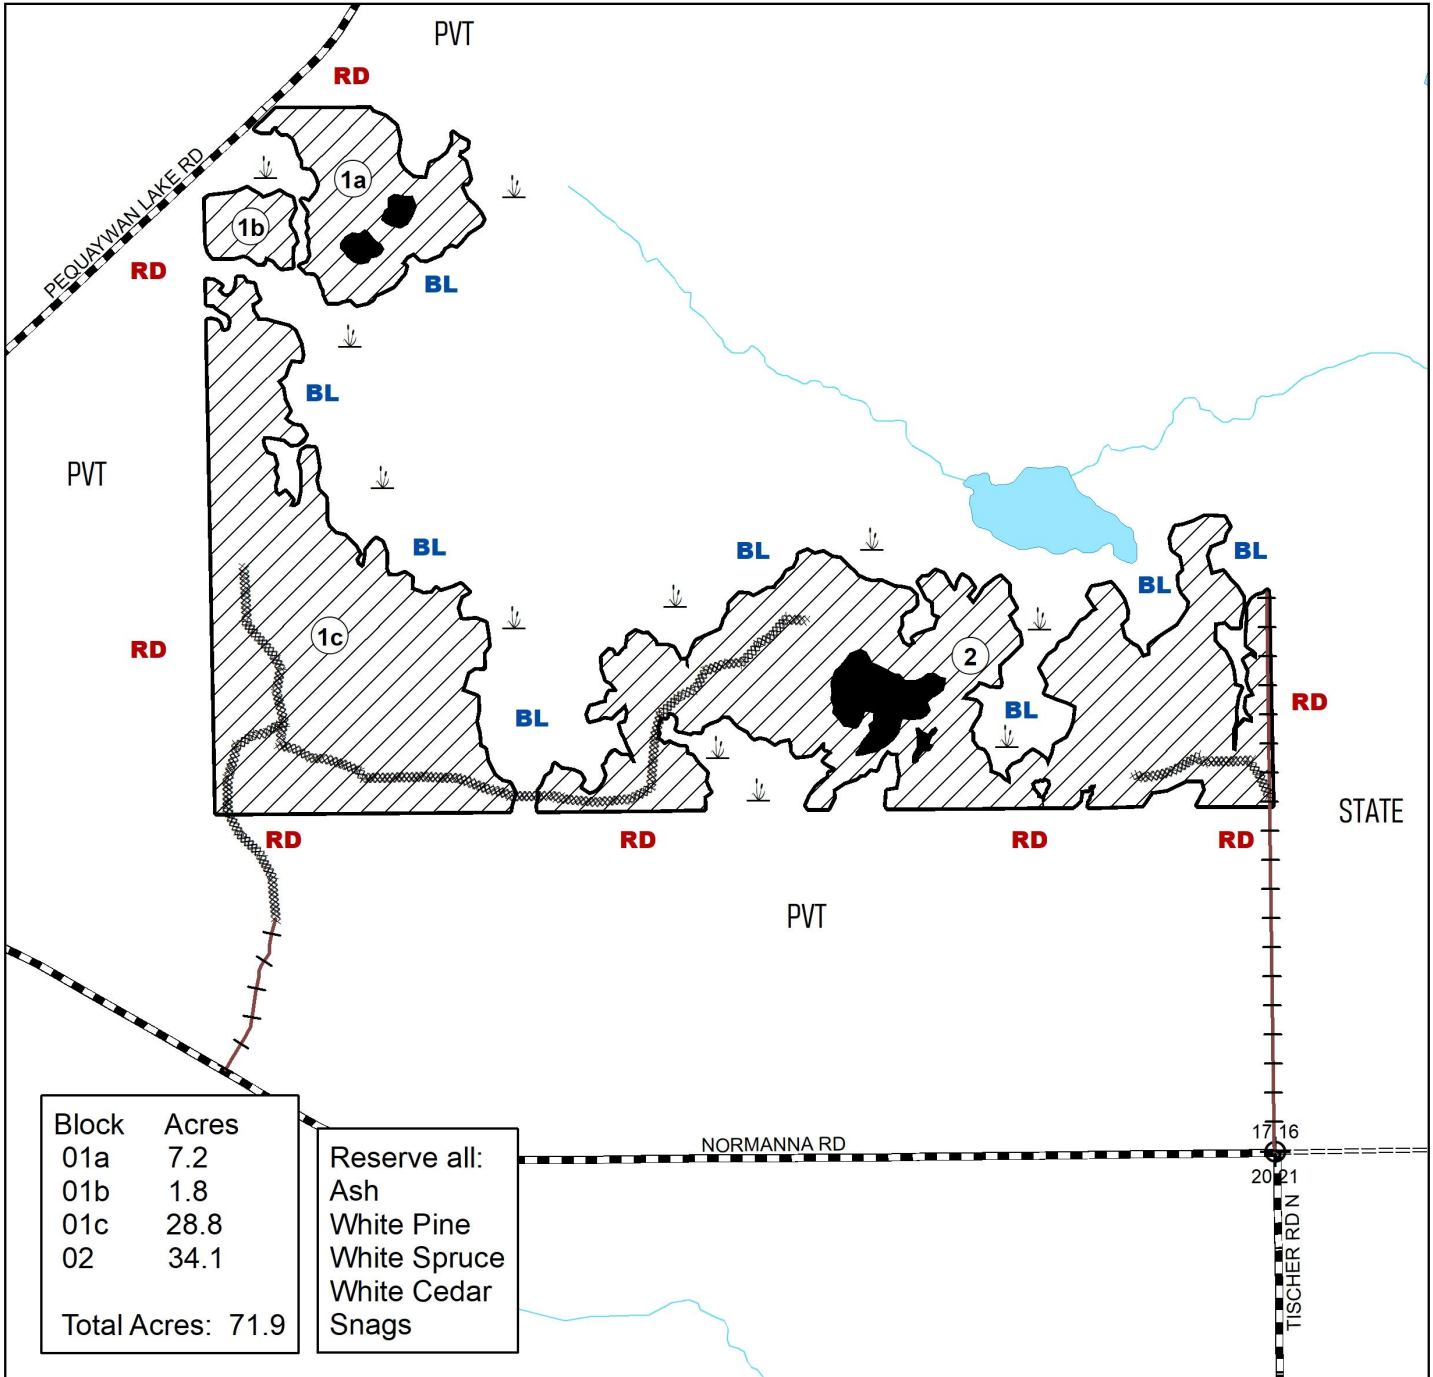 PVT
RD
PEQUAYWAN LAKE RD
1a
1b
RD
BL
BL
PVT
BL
BL
BL
BL
1c
2
RD
BL
BL
RD
STATE
RD
RD
RD
RD
PVT
Block Acres
01a 7.2
01b 1.8
01c 28.8
02 34.1
Total Acres: 71.9
Reserve all:
Ash
White Pine
White Spruce
White Cedar
Snags
NORMANNA RD
17 16
20 21
TISCHER RD N